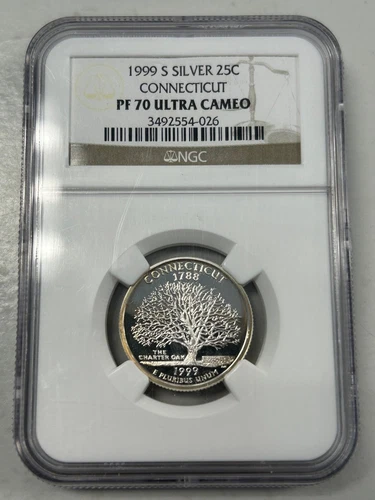 1999 S SILVER 25C
CONNECTICUT
PF 70 ULTRA CAMEO
3492554-026
NGC
CONNECTICUT
1788
THE
CHARTER OAK
1999
E PLURIBUS UNUM